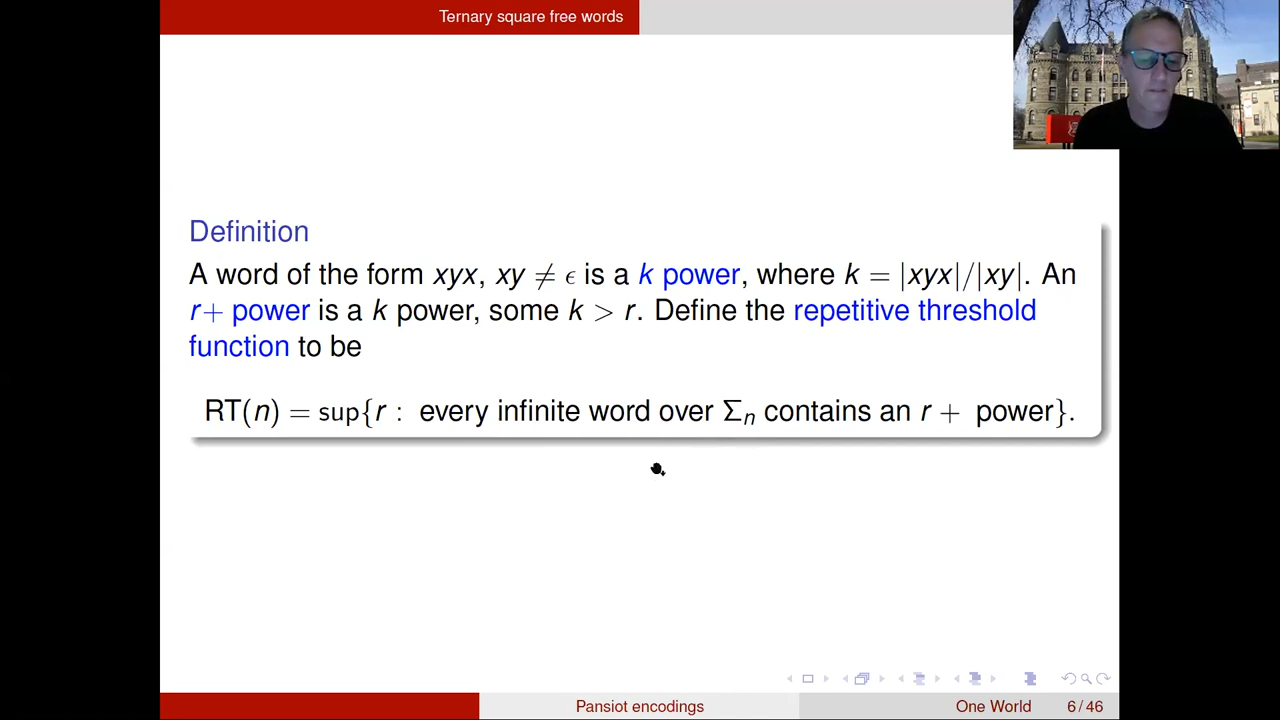 Ternary square free words
Definition
A word of the form xyx, xy ≠ ϵ is a k power, where k = |xyx|/|xy|. An
r+ power is a k power, some k > r. Define the repetitive threshold
function to be
RT(n) = sup{r : every infinite word over Σₙ contains an r + power}.
Pansiot encodings
One World
6 / 46